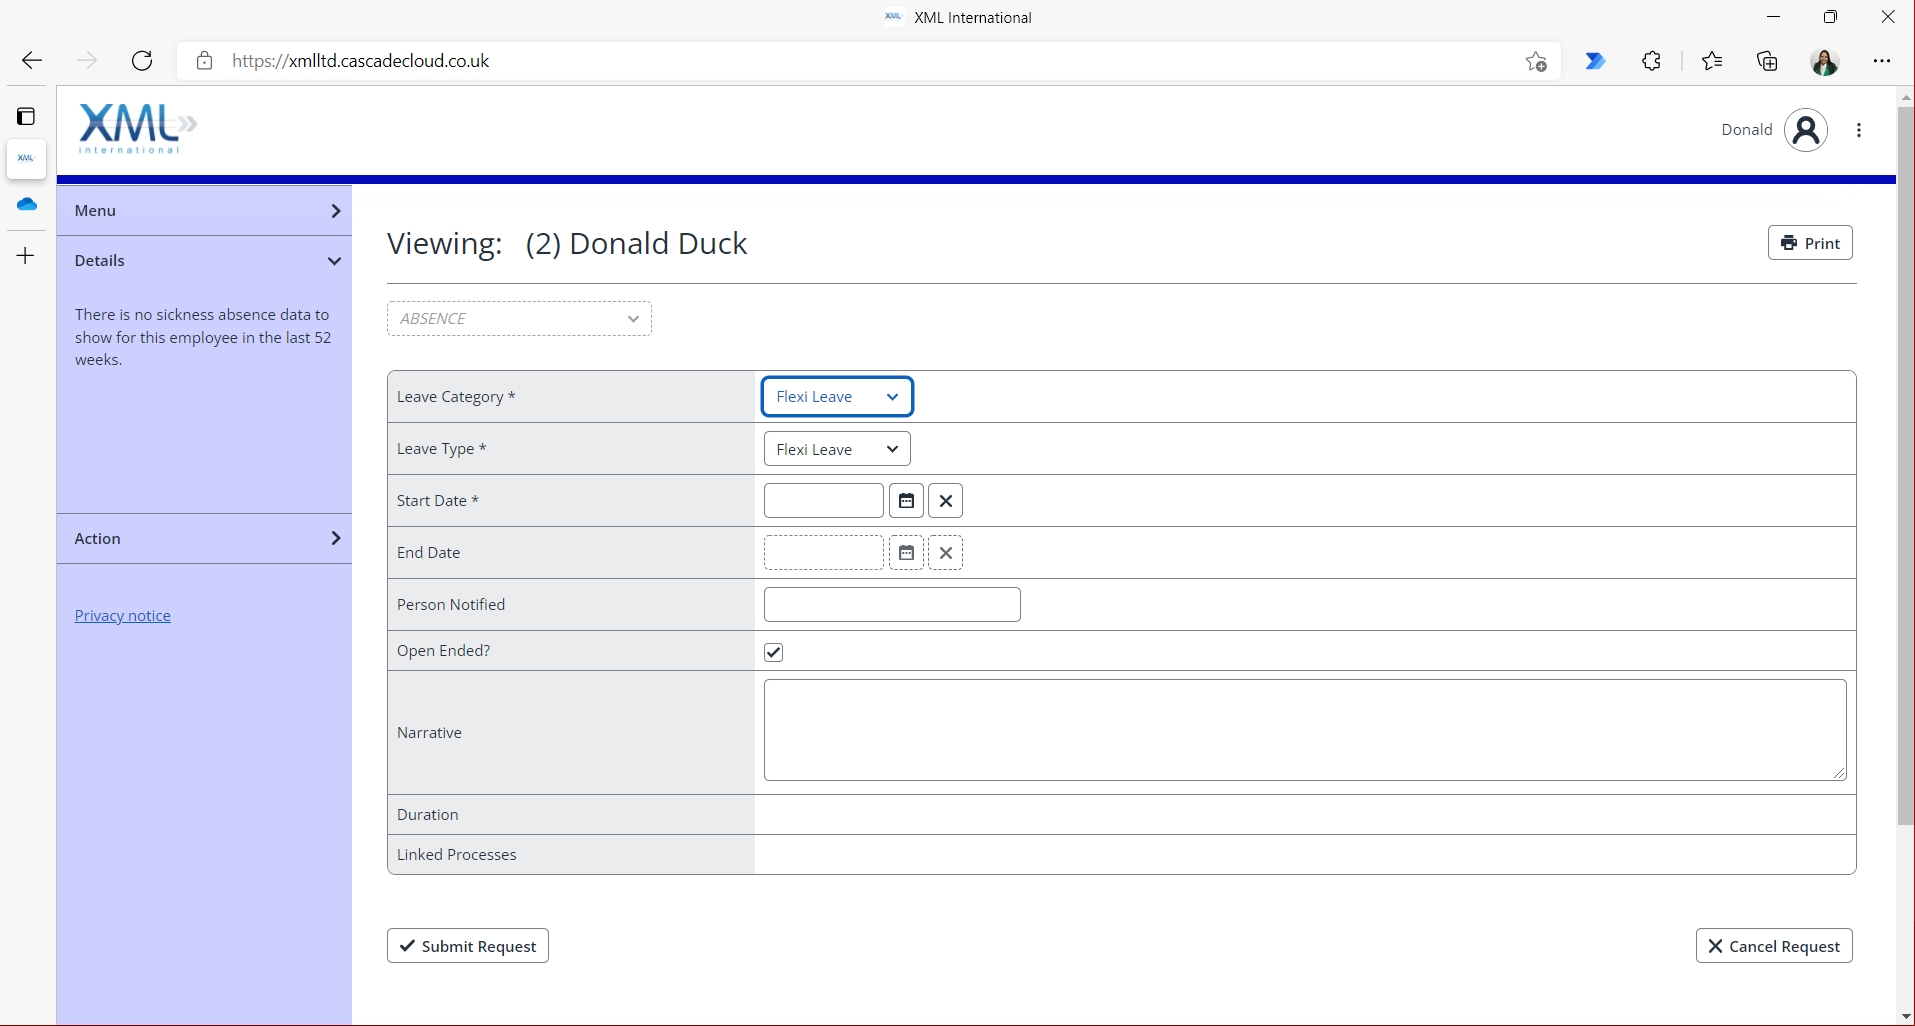 XML International
https://xmlltd.cascadecloud.co.uk
XML
international
Donald
XML
Menu
Viewing: (2) Donald Duck
Print
Details
There is no sickness absence data to
show for this employee in the last 52
weeks.
ABSENCE
Leave Category * Flexi Leave
Leave Type * Flexi Leave
Start Date *
Action
End Date
Person Notified
Privacy notice
Open Ended?
Narrative
Duration
Linked Processes
Submit Request
Cancel Request